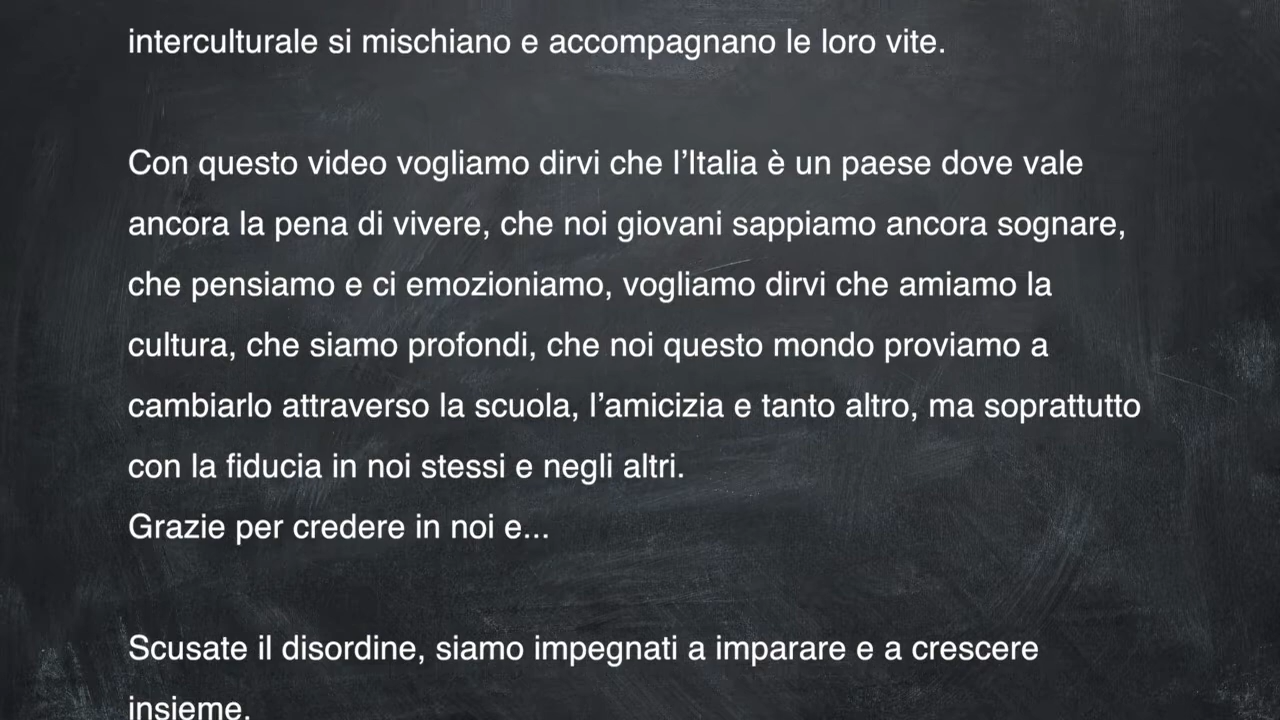 interculturale si mischiano e accompagnano le loro vite.
Con questo video vogliamo dirvi che l’Italia è un paese dove vale
ancora la pena di vivere, che noi giovani sappiamo ancora sognare,
che pensiamo e ci emozioniamo, vogliamo dirvi che amiamo la
cultura, che siamo profondi, che noi questo mondo proviamo a
cambiarlo attraverso la scuola, l’amicizia e tanto altro, ma soprattutto
con la fiducia in noi stessi e negli altri.
Grazie per credere in noi e...
Scusate il disordine, siamo impegnati a imparare e a crescere
insieme.